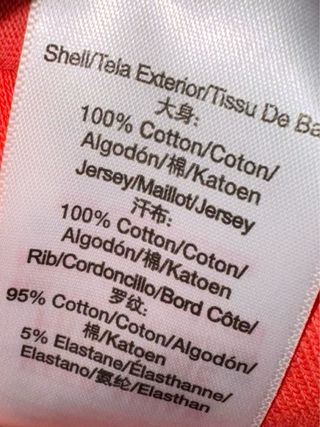 Shell/Tela Exterior/Tissu De Ba
大身:
100% Cotton/Coton/
Algodón/棉/Katoen
Jersey/Maillot/Jersey
汗布:
100% Cotton/Coton/
Algodón/棉/Katoen
Rib/Cordoncillo/Bord Côte/
罗纹:
95% Cotton/Coton/Algodón/
棉/Katoen
5% Elastane/Élasthanne/
Elastano/氨纶/Elasthan